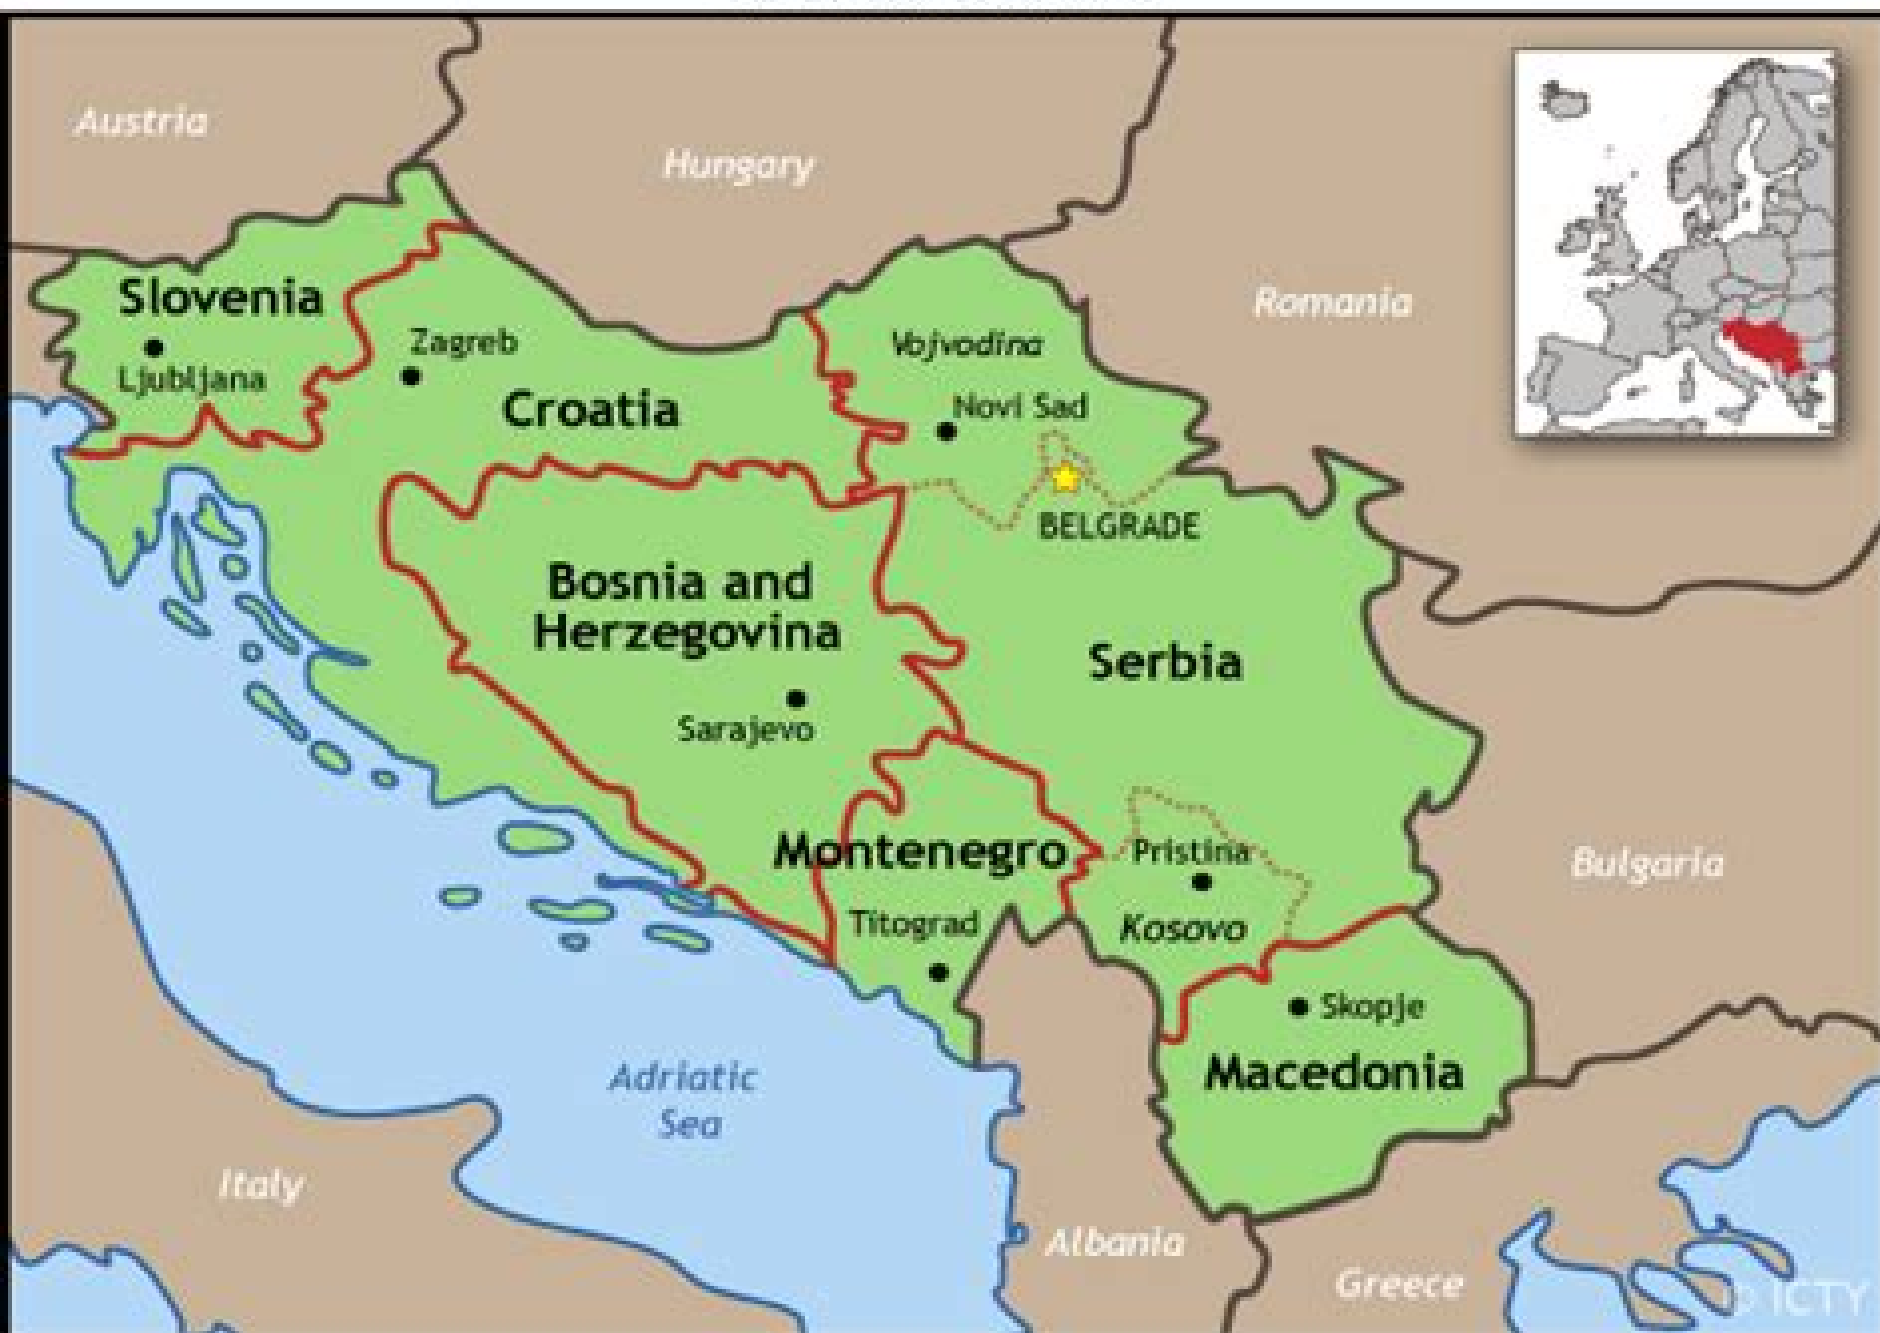 Austria
Hungary
Slovenia
Romania
Zagreb
Vojvodina
Ljubljana
Croatia
Novi Sad
BELGRADE
Bosnia and
Herzegovina
Serbia
Sarajevo
Montenegro
Pristina
Bulgaria
Titograd
Kosovo
Skopje
Adriatic
Sea
Macedonia
Italy
Albania
Greece
© ICTY